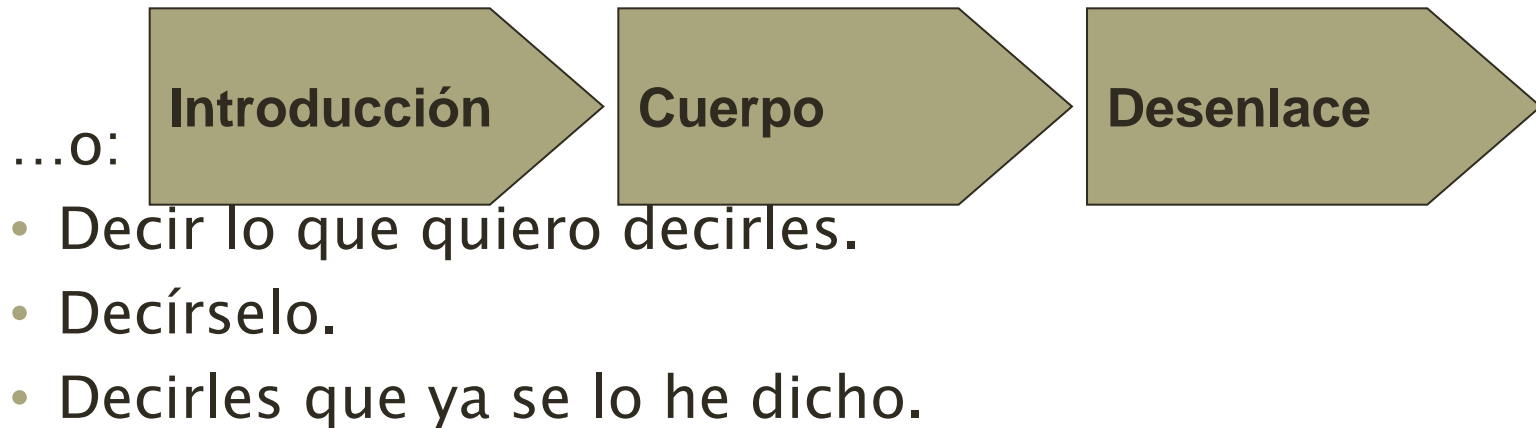 Introducción
Cuerpo
Desenlace
…o:
• Decir lo que quiero decirles.
• Decírselo.
• Decirles que ya se lo he dicho.